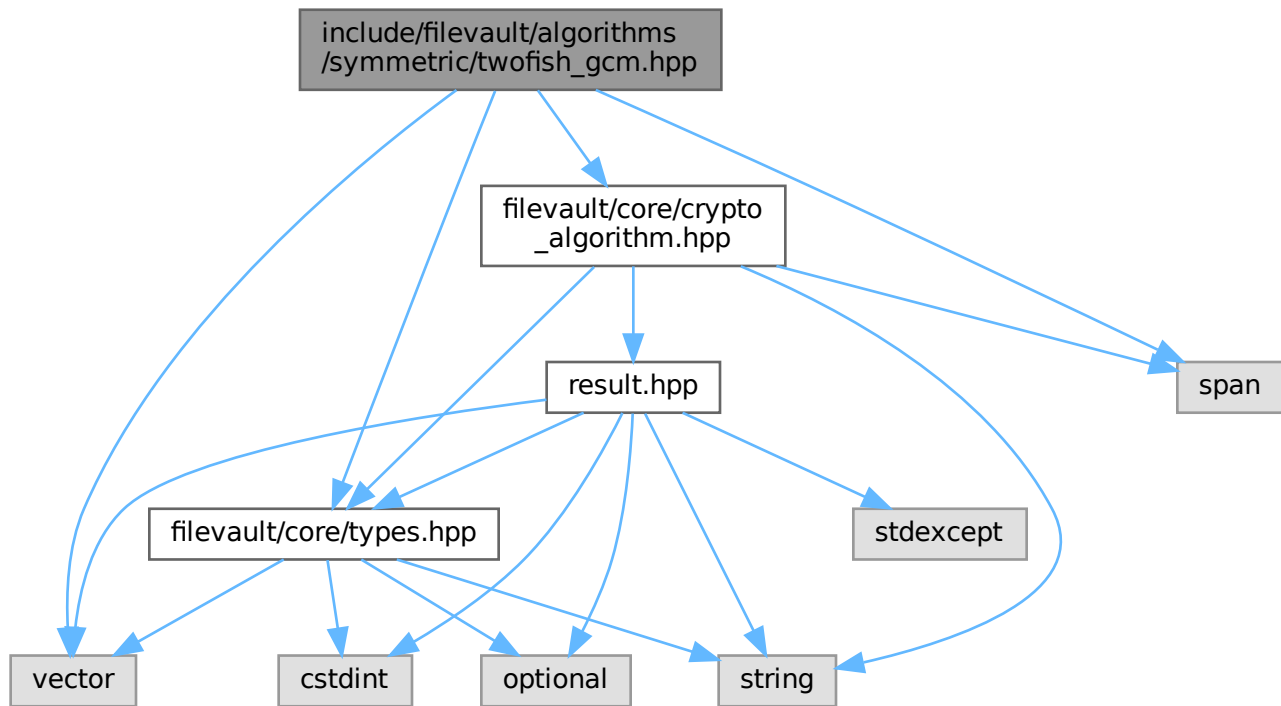 include/filevault/algorithms
/symmetric/twofish_gcm.hpp
filevault/core/crypto
_algorithm.hpp
result.hpp
span
filevault/core/types.hpp
stdexcept
vector
cstdint
optional
string